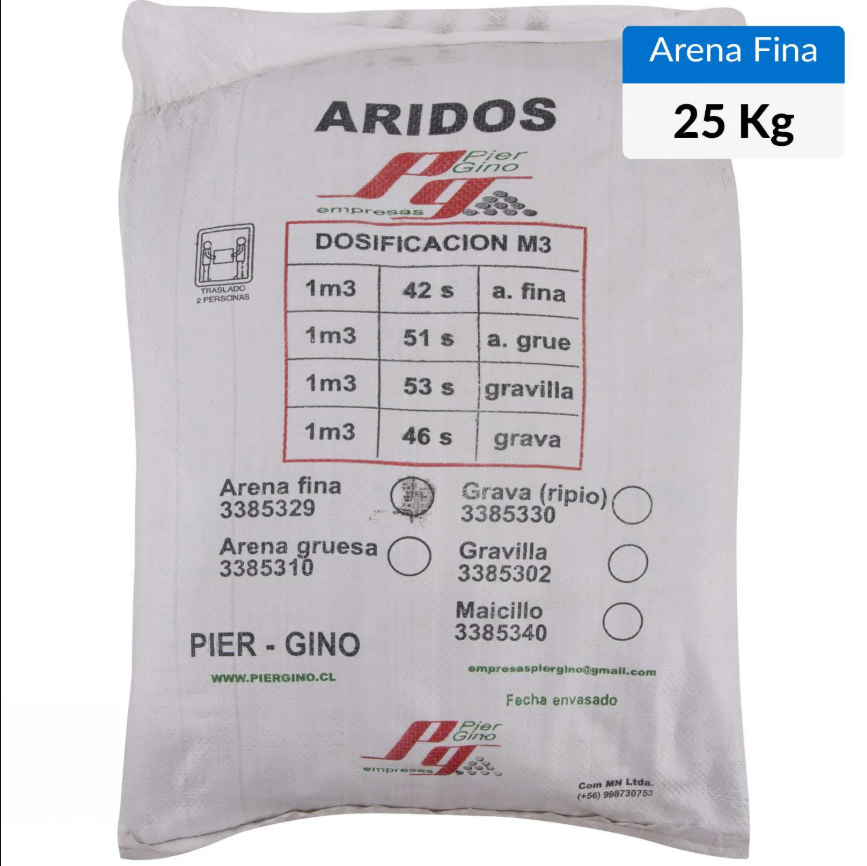 Arena Fina
25 Kg
ARIDOS
Pg Pier
Gino
empresas
DOSIFICACION M3
TRASLADO
2 PERSONAS
1m3 42 s a. fina
1m3 51 s a. grue
1m3 53 s gravilla
1m3 46 s grava
Arena fina
3385329
Grava (ripio)
3385330
Arena gruesa
3385310
Gravilla
3385302
Maicillo
3385340
PIER - GINO
WWW.PIERGINO.CL
empresaspiergino@gmail.com
Fecha envasado
Pg Pier
Gino
empresas
Com MN Ltda.
(+56) 998730753